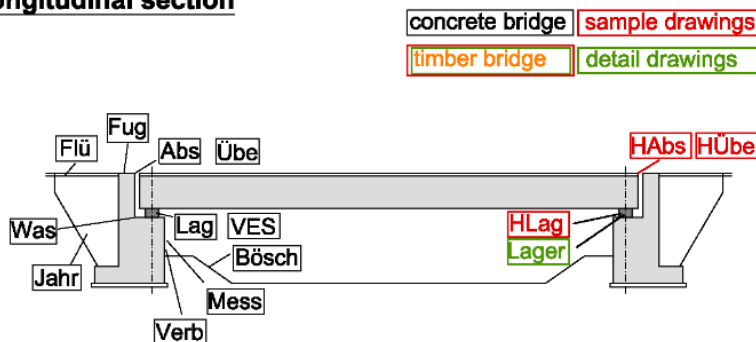 ongitudinal section
concrete bridge sample drawings
timber bridge detail drawings
Fug
Flü Abs Übe HAbs HÜbe
Was Lag VES HLag
Lager
Jahr Bösch
Mess
Verb